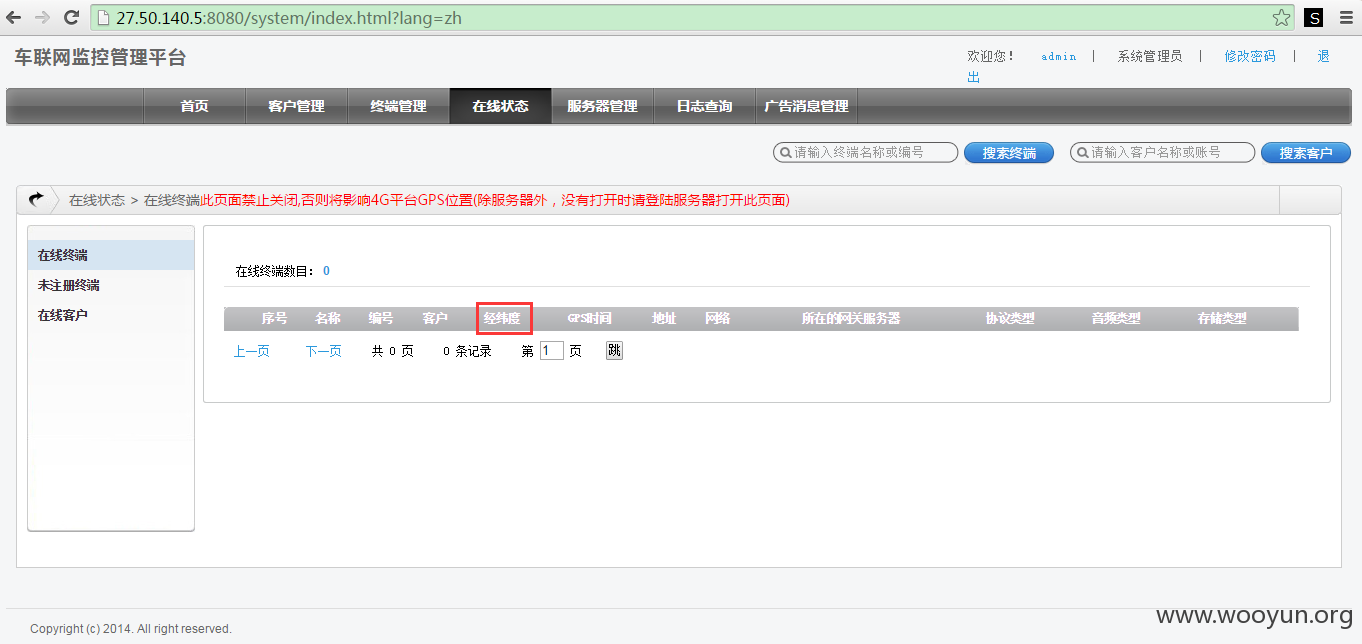 27.50.140.5:8080/system/index.html?lang=zh
S
车联网监控管理平台
欢迎您! admin | 系统管理员 | 修改密码 | 退
出
首页 客户管理 终端管理 在线状态 服务器管理 日志查询 广告消息管理
请输入终端名称或编号 搜索终端 请输入客户名称或账号 搜索客户
在线状态 > 在线终端此页面禁止关闭,否则将影响4G平台GPS位置(除服务器外，没有打开时请登陆服务器打开此页面)
在线终端
未注册终端
在线客户
在线终端数目： 0
序号 名称 编号 客户 经纬度 GPS时间 地址 网络 所在的网关服务器 协议类型 音频类型 存储类型
上一页 下一页 共 0 页 0 条记录 第 1 页 跳
Copyright (c) 2014. All right reserved.
www.wooyun.org